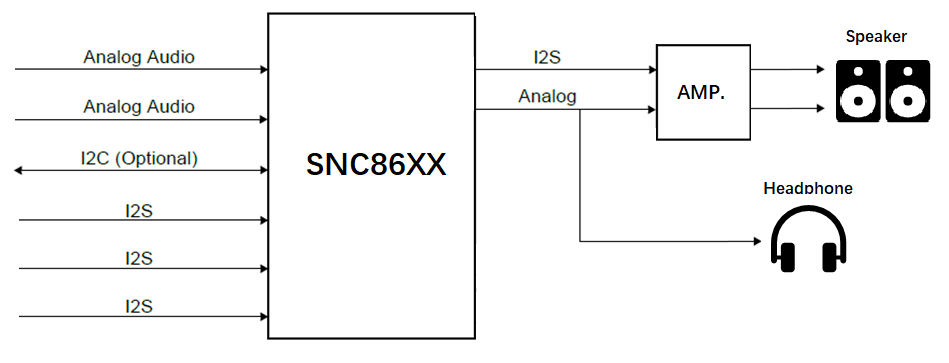 Analog Audio
Analog Audio
I2C (Optional)
I2S
I2S
I2S
SNC86XX
I2S
Analog
AMP.
Speaker
Headphone